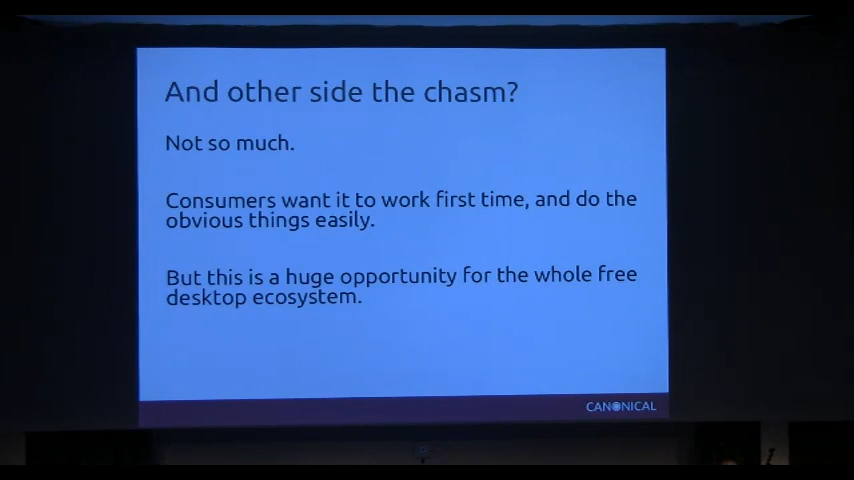 And other side the chasm?
Not so much.
Consumers want it to work first time, and do the
obvious things easily.
But this is a huge opportunity for the whole free
desktop ecosystem.
CANONICAL